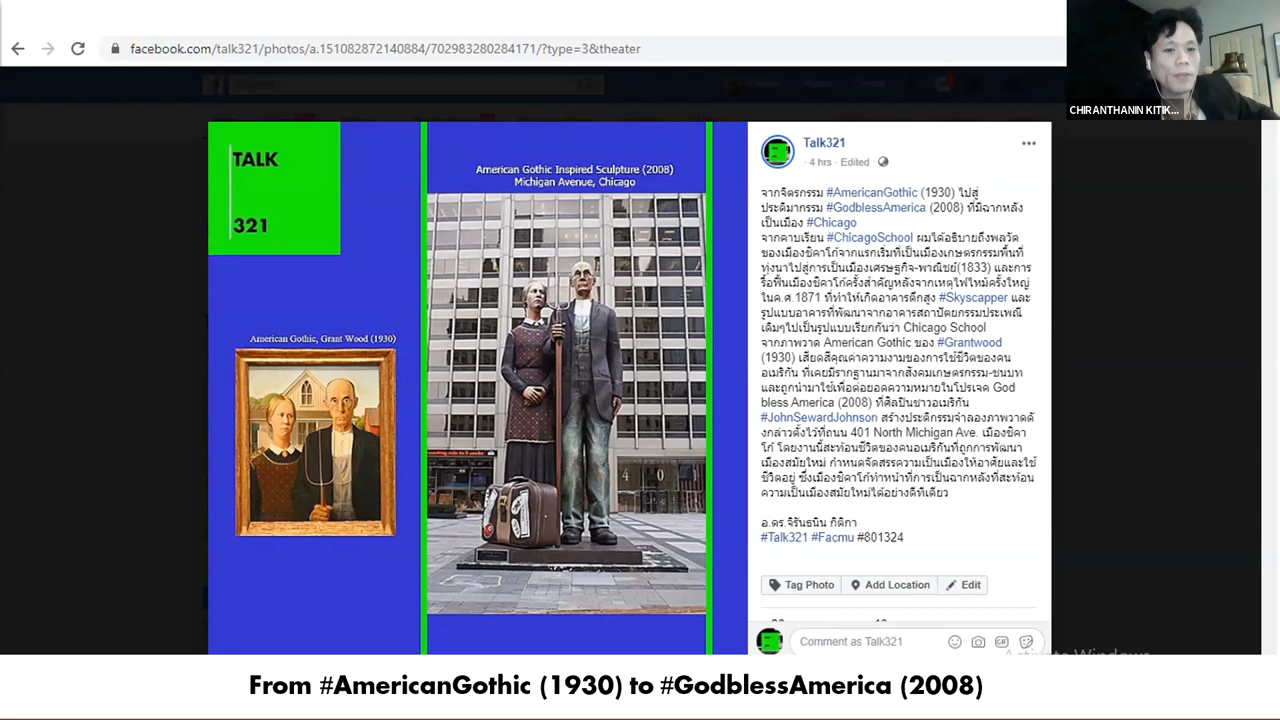 facebook.com/talk321/photos/a.151082872140884/702983280284171/?type=3&theater
CHIRANTHANIN KITIK...
TALK
321
American Gothic Inspired Sculpture (2008)
Michigan Avenue, Chicago
American Gothic, Grant Wood (1930)
4 0
Talk321
4 hrs · Edited ·
จากจิตรกรรม #AmericanGothic (1930) ไปสู่
ประติมากรรม #GodblessAmerica (2008) ที่มีฉากหลัง
เป็นเมือง #Chicago
จากคาบเรียน #ChicagoSchool ผมได้อธิบายถึงพลวัต
ของเมืองชิคาโก้จากแรกเริ่มที่เป็นเมืองเกษตรกรรมพื้นที่
ทุ่งนาไปสู่การเป็นเมืองเศรษฐกิจ-พาณิชย์(1833) และการ
รื้อฟื้นเมืองชิคาโก้ครั้งสำคัญหลังจากเหตุไฟไหม้ครั้งใหญ่
ในค.ศ.1871 ที่ทำให้เกิดอาคารตึกสูง #Skyscapper และ
รูปแบบอาคารที่พัฒนาจากอาคารสถาปัตยกรรมประเพณี
เดิมๆไปเป็นรูปแบบเรียกกันว่า Chicago School
จากภาพวาด American Gothic ของ #Grantwood
(1930) เสียดสีคุณค่าความงามของการใช้ชีวิตของคน
อเมริกัน ที่เคยมีรากฐานมาจากสังคมเกษตรกรรม-ชนบท
และถูกนำมาใช้เพื่อต่อยอดความหมายในโปรเจค God
bless America (2008) ที่ศิลปินชาวอเมริกัน
#JohnSewardJohnson สร้างประติกรรมจำลองภาพวาดดั
งกล่าวตั้งไว้ที่ถนน 401 North Michigan Ave. เมืองชิคา
โก้ โดยงานนี้สะท้อนชีวิตของคนอเมริกันที่ถูกการพัฒนา
เมืองสมัยใหม่ กำหนดจัดสรรความเป็นเมืองให้อาศัยและใช้
ชีวิตอยู่ ซึ่งเมืองชิคาโก้ทำหน้าที่การเป็นฉากหลังที่สะท้อน
ความเป็นเมืองสมัยใหม่ได้อย่างดีทีเดียว
อ.ดร.จิรันธนิน กิติกา
#Talk321 #Facmu #801324
Tag Photo Add Location Edit
Comment as Talk321
GIF
Activate Windows
From #AmericanGothic (1930) to #GodblessAmerica (2008)